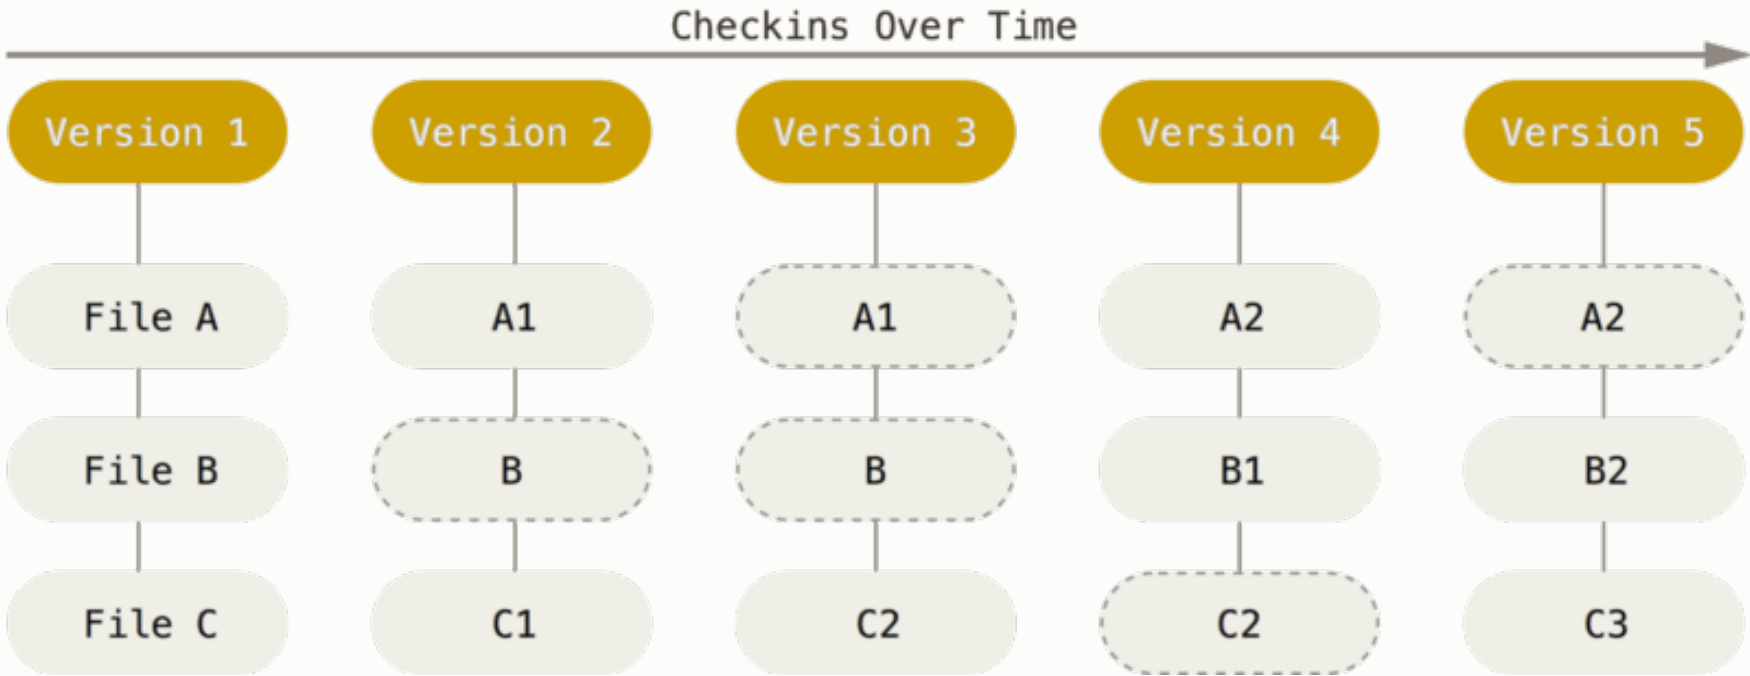 Checkins Over Time
Version 1 Version 2 Version 3 Version 4 Version 5
File A A1 A1 A2 A2
File B B B B1 B2
File C C1 C2 C2 C3